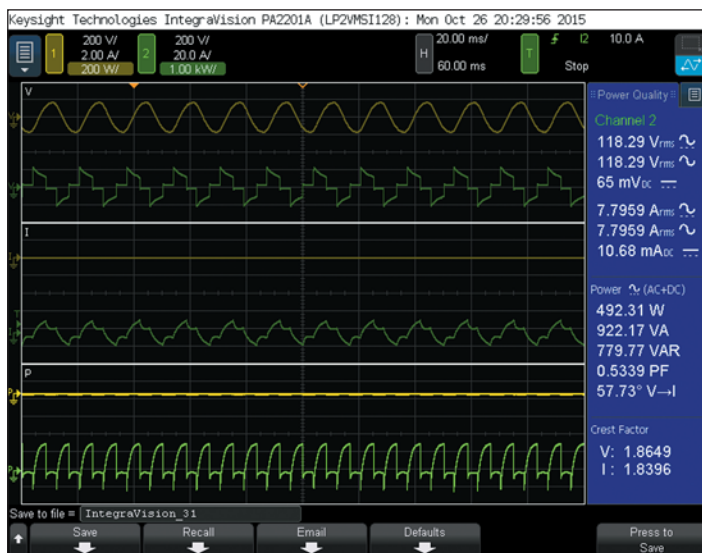 Keysight Technologies IntegraVision PA2201A (LP2VMSI128): Mon Oct 26 20:29:56 2015
1 200 V/ 2 200 V/ H 20.00 ms/ T I2 10.0 A
2.00 A/ 20.0 A/
200 W/ 1.00 kW/ 60.00 ms Stop
V
I
P
Power Quality
Channel 2
118.29 Vrms
118.29 Vrms
65 mVDC
7.7959 Arms
7.7959 Arms
10.68 mADC
Power (AC+DC)
492.31 W
922.17 VA
779.77 VAR
0.5339 PF
57.73° V→I
Crest Factor
V: 1.8649
I: 1.8396
Save to file = IntegraVision_31
Save Recall Email Defaults Press to
Save